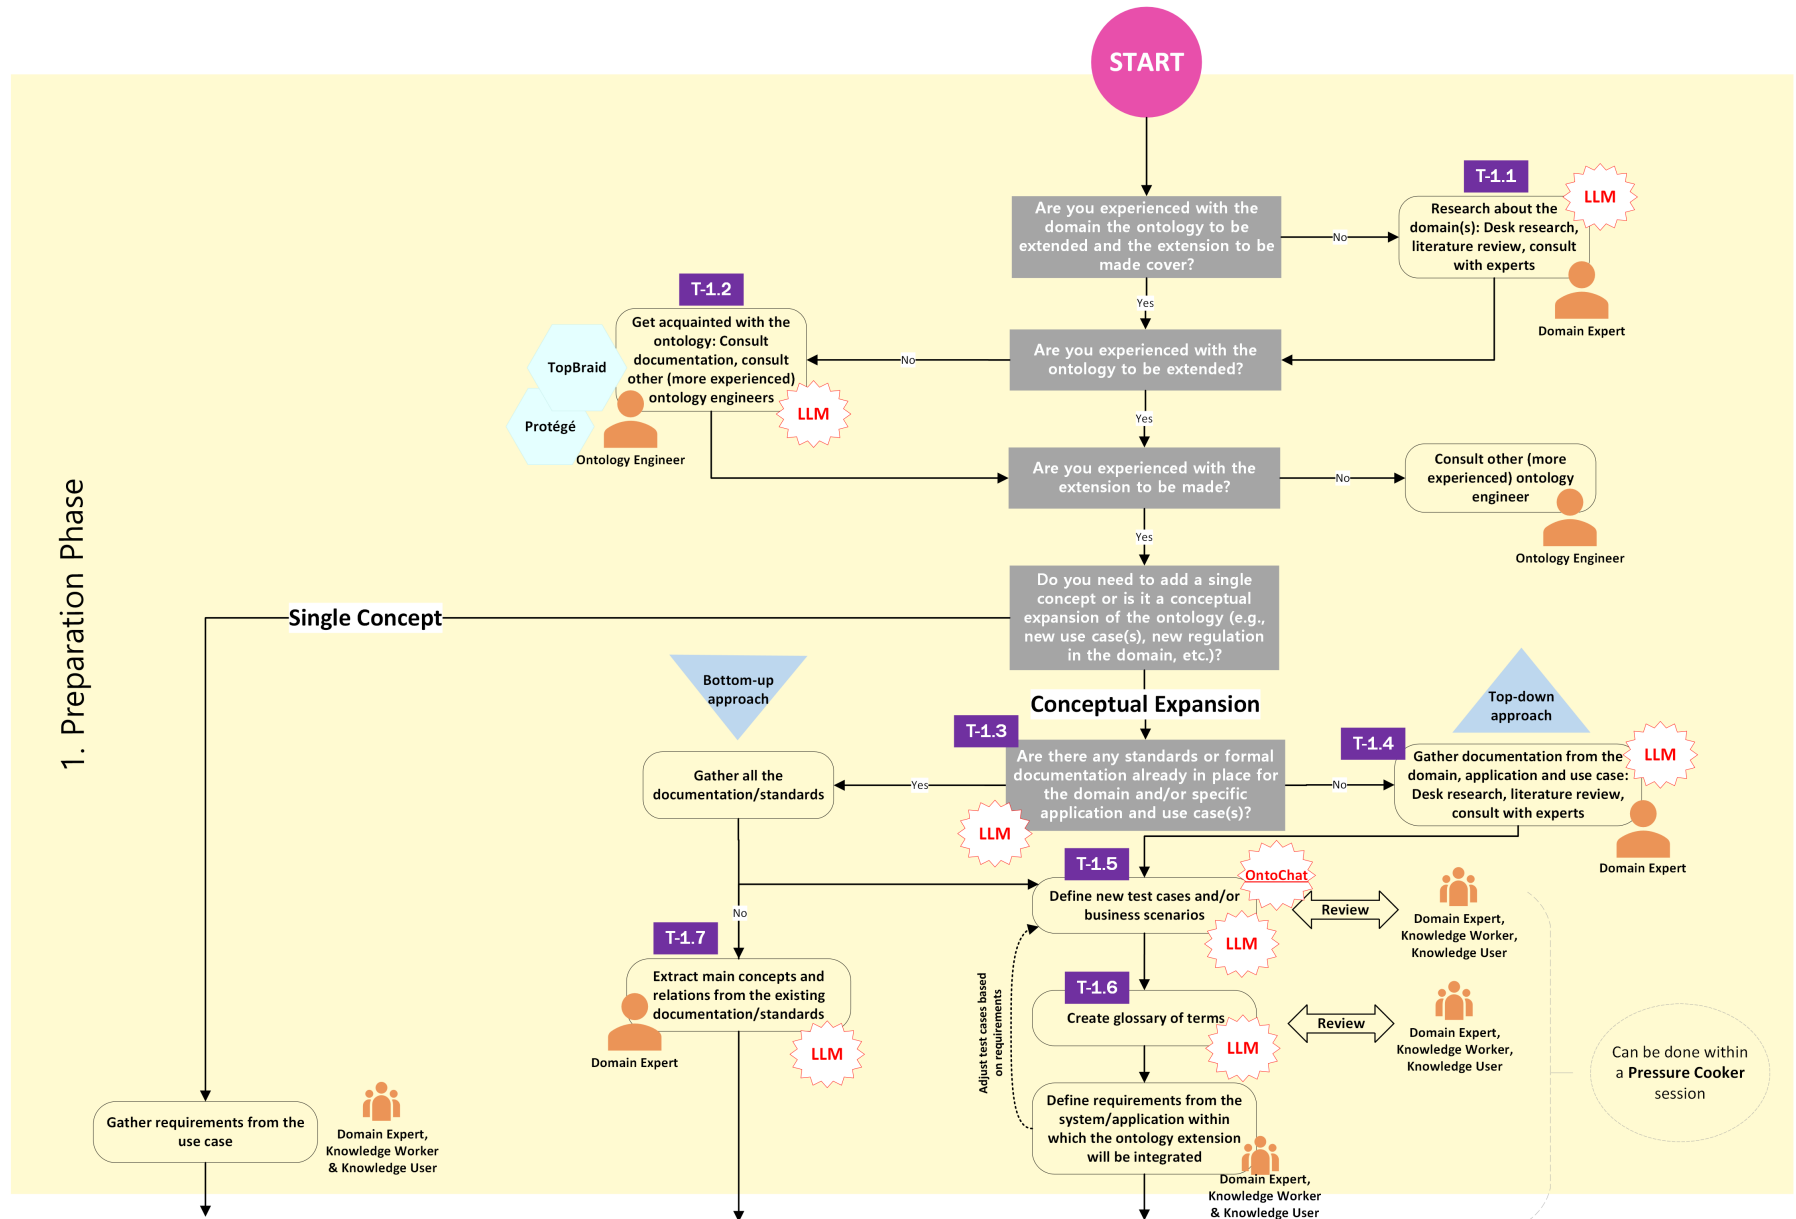 START
T-1.1
LLM
Research about the
domain(s): Desk research,
literature review, consult
with experts
Domain Expert
Are you experienced with the
domain the ontology to be
extended and the extension to be
made cover?
No
Yes
T-1.2
Get acquainted with the
ontology: Consult
documentation, consult
other (more experienced)
ontology engineers
TopBraid
Protégé
LLM
Ontology Engineer
No
Are you experienced with the
ontology to be extended?
Yes
Are you experienced with the
extension to be made?
No
Consult other (more
experienced) ontology
engineer
Ontology Engineer
Yes
1. Preparation Phase
Do you need to add a single
concept or is it a conceptual
expansion of the ontology (e.g.,
new use case(s), new regulation
in the domain, etc.)?
Single Concept
Conceptual Expansion
Bottom-up
approach
Top-down
approach
T-1.3
Are there any standards or formal
documentation already in place for
the domain and/or specific
application and use case(s)?
LLM
Yes
No
Gather all the
documentation/standards
T-1.4
LLM
Gather documentation from the
domain, application and use case:
Desk research, literature review,
consult with experts
Domain Expert
T-1.5
OntoChat
Define new test cases and/or
business scenarios
LLM
Review
Domain Expert,
Knowledge Worker,
Knowledge User
No
T-1.7
Extract main concepts and
relations from the existing
documentation/standards
Domain Expert
LLM
Adjust test cases based
on requirements
T-1.6
Create glossary of terms
LLM
Review
Domain Expert,
Knowledge Worker,
Knowledge User
Can be done within
a Pressure Cooker
session
Gather requirements from the
use case
Domain Expert,
Knowledge Worker
& Knowledge User
Define requirements from the
system/application within
which the ontology extension
will be integrated
Domain Expert,
Knowledge Worker
& Knowledge User